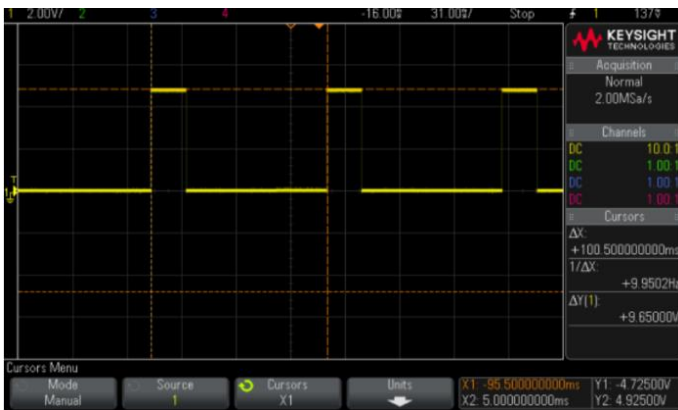 1 2.00V/ 2 3 4 -16.00⅏ 31.00⅏/ Stop 1
KEYSIGHT
TECHNOLOGIES
Acquisition
Normal
2.00MSa/s
Channels
DC 10.0:1
DC 1.00:1
DC 1.00:1
DC 1.00:1
Cursors
ΔX:
+100.500000000ms
1/ΔX:
+9.9502Hz
ΔY(1):
+9.65000V
T
1
Cursors Menu
Mode Source Cursors Units X1: -95.500000000ms Y1: -4.72500V
Manual 1 X1 X2: 5.000000000ms Y2: 4.92500V